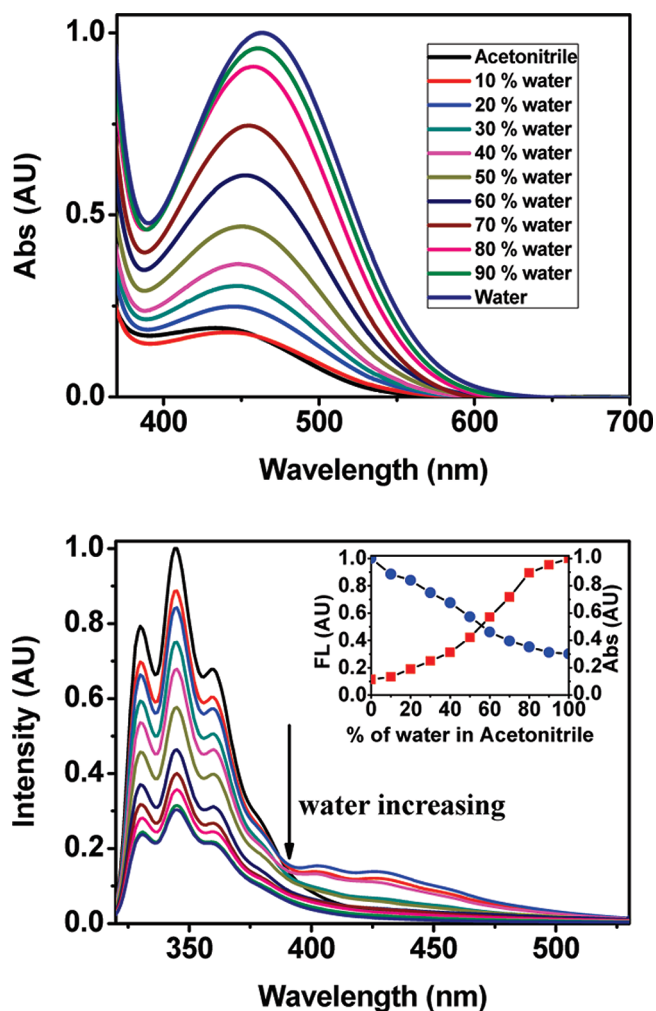 Abs (AU)
1.0
0.5
0.0
Acetonitrile
10 % water
20 % water
30 % water
40 % water
50 % water
60 % water
70 % water
80 % water
90 % water
Water
400 500 600 700
Wavelength (nm)
Intensity (AU)
1.0
0.8
0.6
0.4
0.2
0.0
FL (AU)
1.0
0.8
0.6
0.4
0.2
0.0
1.0
0.8
0.6
0.4
0.2
0.0
Abs (AU)
0 20 40 60 80 100
% of water in Acetonitrile
water increasing
350 400 450 500
Wavelength (nm)